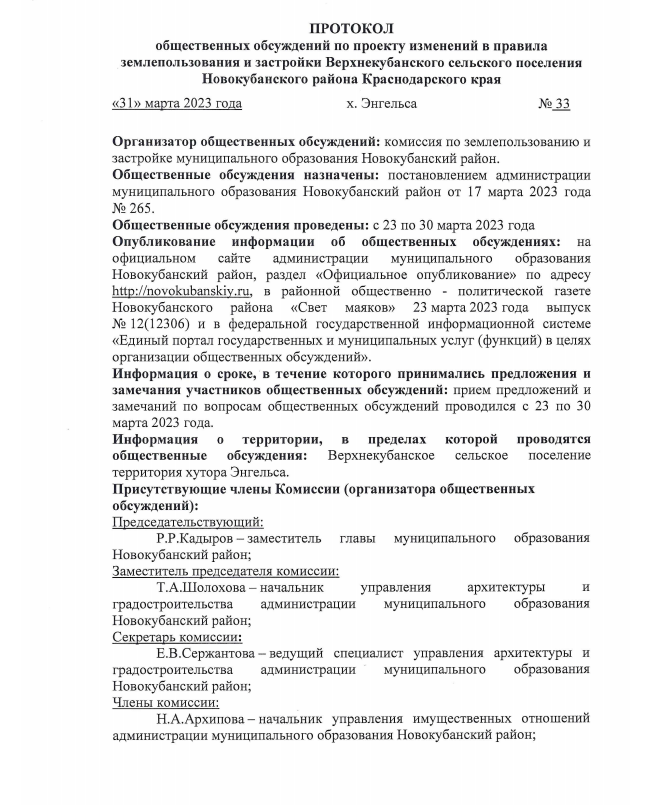 ПРОТОКОЛ
общественных обсуждений по проекту изменений в правила
землепользования и застройки Верхнекубанского сельского поселения
Новокубанского района Краснодарского края
«31» марта 2023 года х. Энгельса № 33
Организатор общественных обсуждений: комиссия по землепользованию и
застройке муниципального образования Новокубанский район.
Общественные обсуждения назначены: постановлением администрации
муниципального образования Новокубанский район от 17 марта 2023 года
№ 265.
Общественные обсуждения проведены: с 23 по 30 марта 2023 года
Опубликование информации об общественных обсуждениях: на
официальном сайте администрации муниципального образования
Новокубанский район, раздел «Официальное опубликование» по адресу
http://novokubanskiy.ru, в районной общественно - политической газете
Новокубанского района «Свет маяков» 23 марта 2023 года выпуск
№ 12(12306) и в федеральной государственной информационной системе
«Единый портал государственных и муниципальных услуг (функций) в целях
организации общественных обсуждений».
Информация о сроке, в течение которого принимались предложения и
замечания участников общественных обсуждений: прием предложений и
замечаний по вопросам общественных обсуждений проводился с 23 по 30
марта 2023 года.
Информация о территории, в пределах которой проводятся
общественные обсуждения: Верхнекубанское сельское поселение
территория хутора Энгельса.
Присутствующие члены Комиссии (организатора общественных
обсуждений):
Председательствующий:
Р.Р.Кадыров – заместитель главы муниципального образования
Новокубанский район;
Заместитель председателя комиссии:
Т.А.Шолохова – начальник управления архитектуры и
градостроительства администрации муниципального образования
Новокубанский район;
Секретарь комиссии:
Е.В.Сержантова – ведущий специалист управления архитектуры и
градостроительства администрации муниципального образования
Новокубанский район;
Члены комиссии:
Н.А.Архипова – начальник управления имущественных отношений
администрации муниципального образования Новокубанский район;